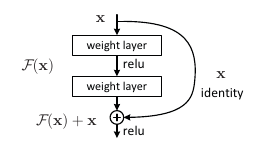 x
weight layer
F(x)
relu
weight layer
x
identity
F(x) + x
relu